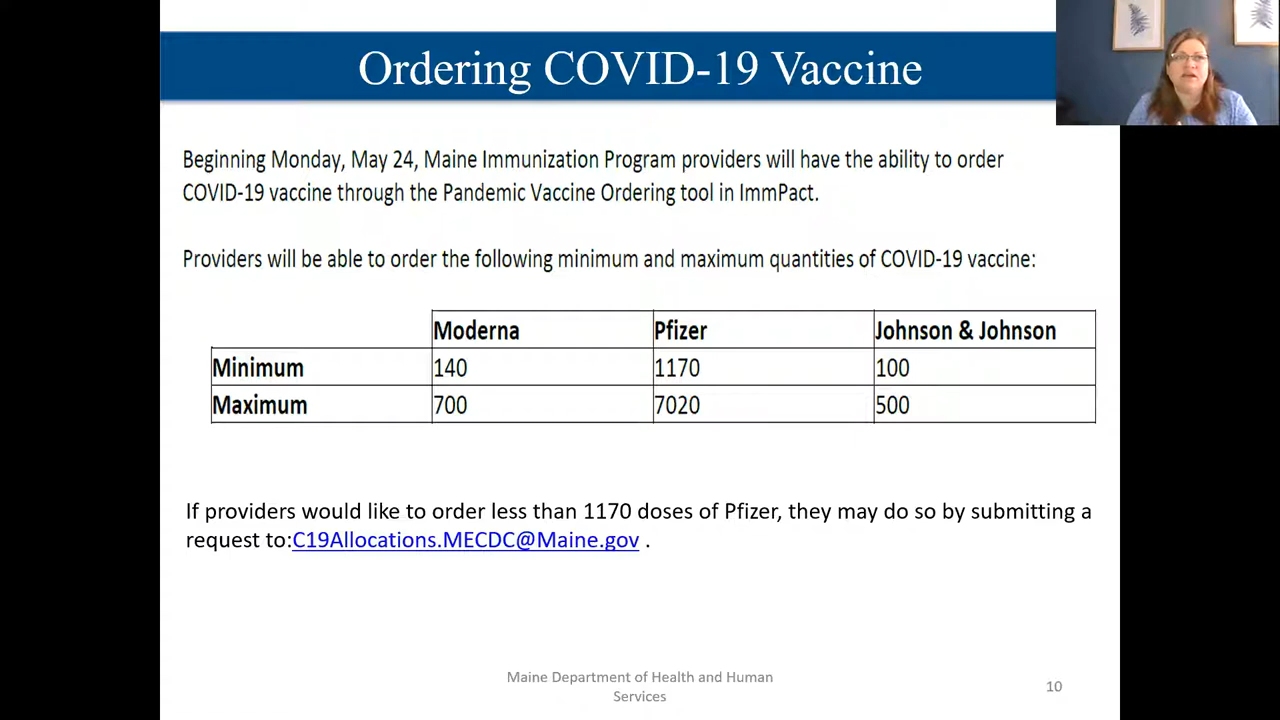 Ordering COVID-19 Vaccine
Beginning Monday, May 24, Maine Immunization Program providers will have the ability to order
COVID-19 vaccine through the Pandemic Vaccine Ordering tool in ImmPact.
Providers will be able to order the following minimum and maximum quantities of COVID-19 vaccine:
Moderna Pfizer Johnson & Johnson
Minimum 140 1170 100
Maximum 700 7020 500
If providers would like to order less than 1170 doses of Pfizer, they may do so by submitting a
request to:C19Allocations.MECDC@Maine.gov .
Maine Department of Health and Human
Services
10